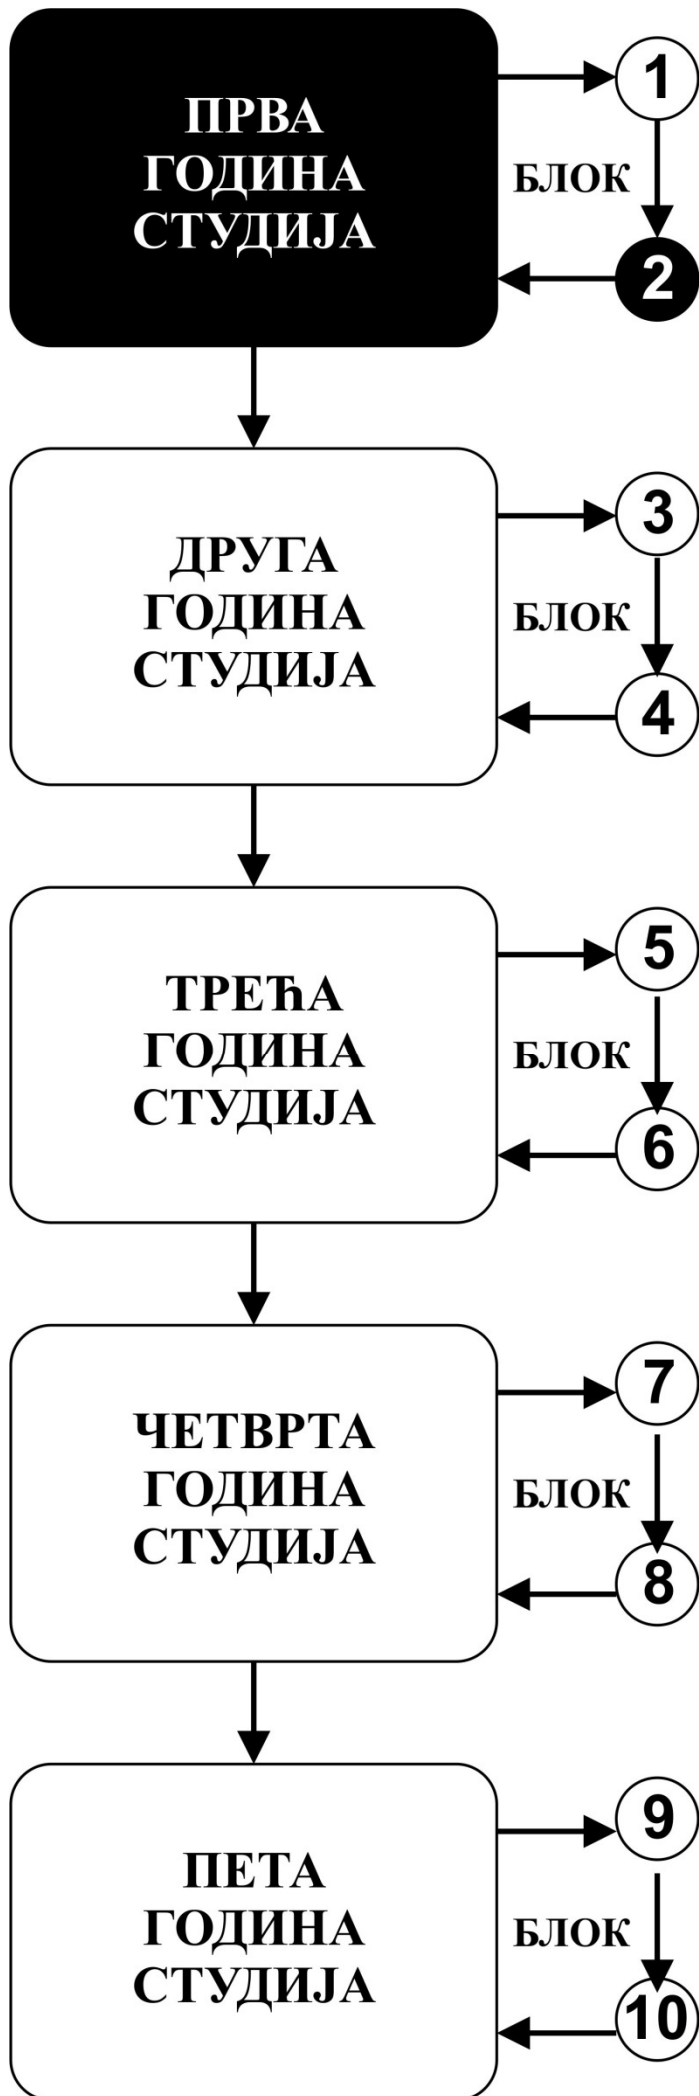 ПРВА
ГОДИНА
СТУДИЈА
1
БЛОК
2
ДРУГА
ГОДИНА
СТУДИЈА
3
БЛОК
4
ТРЕЋА
ГОДИНА
СТУДИЈА
5
БЛОК
6
ЧЕТВРТА
ГОДИНА
СТУДИЈА
7
БЛОК
8
ПЕТА
ГОДИНА
СТУДИЈА
9
БЛОК
10